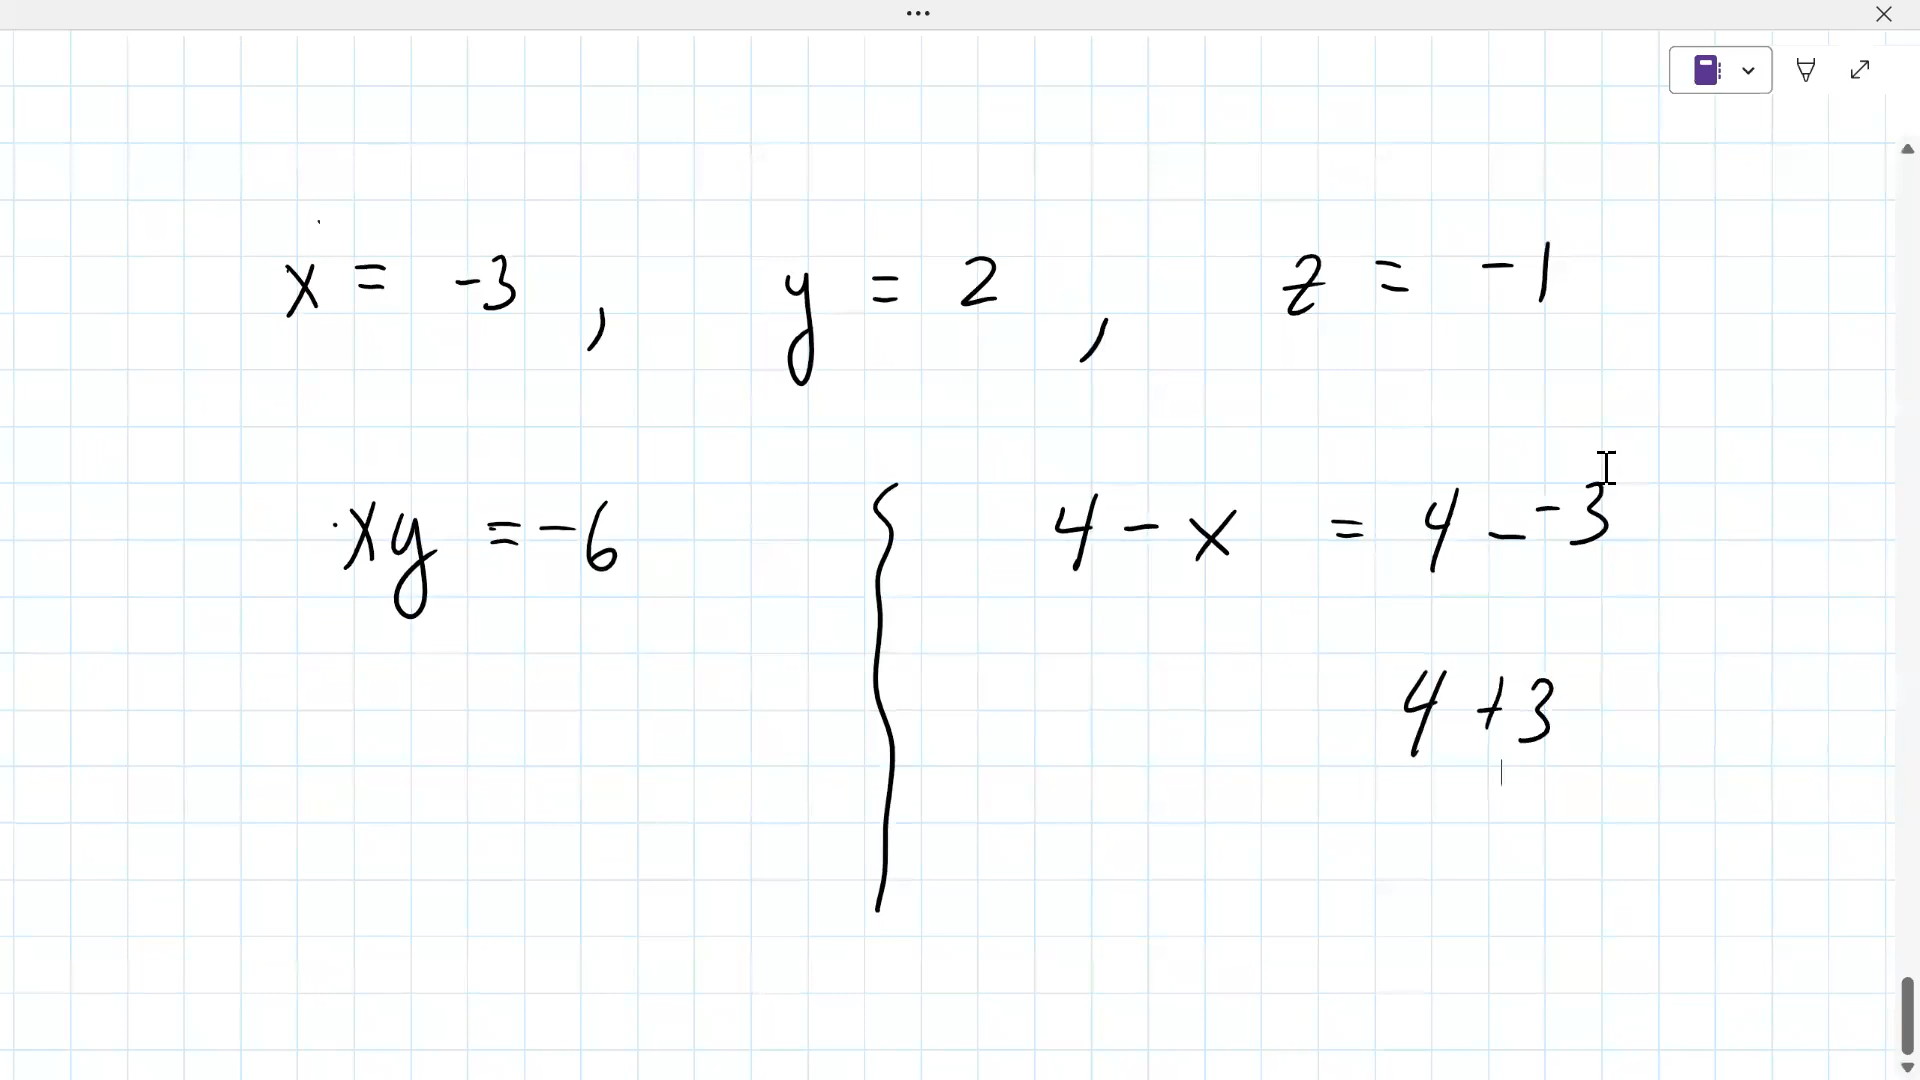 x = -3 , y = 2 , z = -1
xy = -6
4 - x = 4 - -3
4 + 3